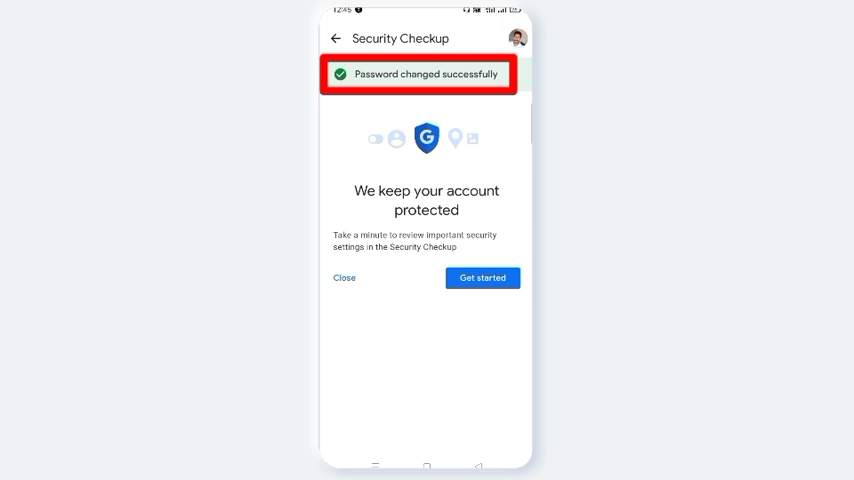 12:45
Security Checkup
Password changed successfully
G
We keep your account
protected
Take a minute to review important security
settings in the Security Checkup
Close
Get started